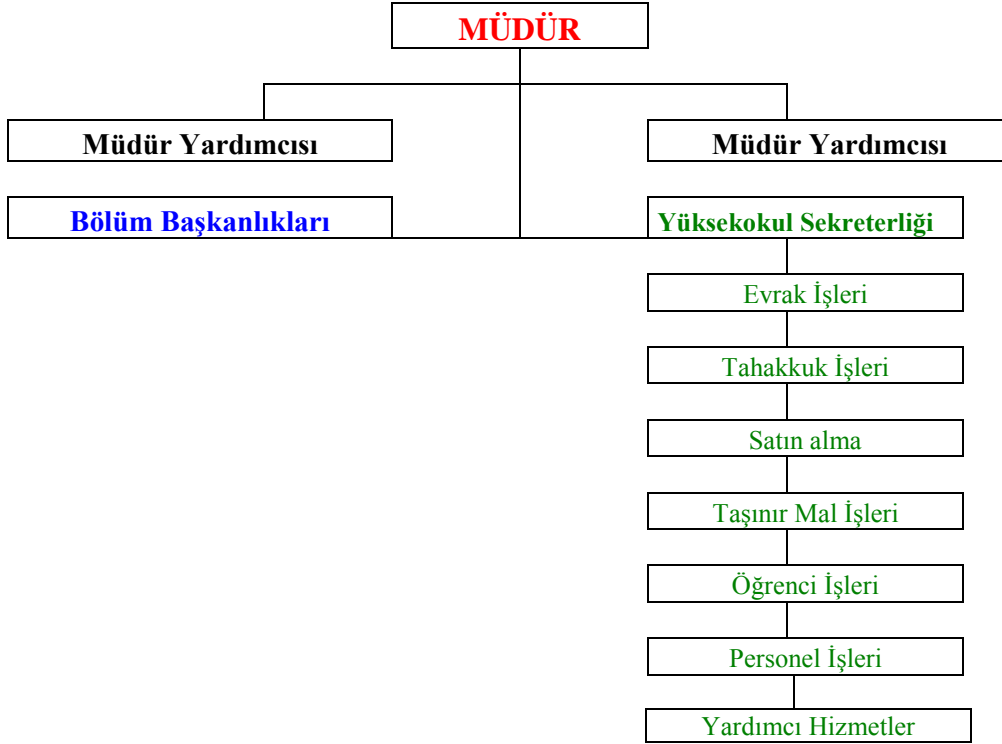 MÜDÜR
Müdür Yardımcısı
Müdür Yardımcısı
Bölüm Başkanlıkları
Yüksekokul Sekreterliği
Evrak İşleri
Tahakkuk İşleri
Satın alma
Taşınır Mal İşleri
Öğrenci İşleri
Personel İşleri
Yardımcı Hizmetler